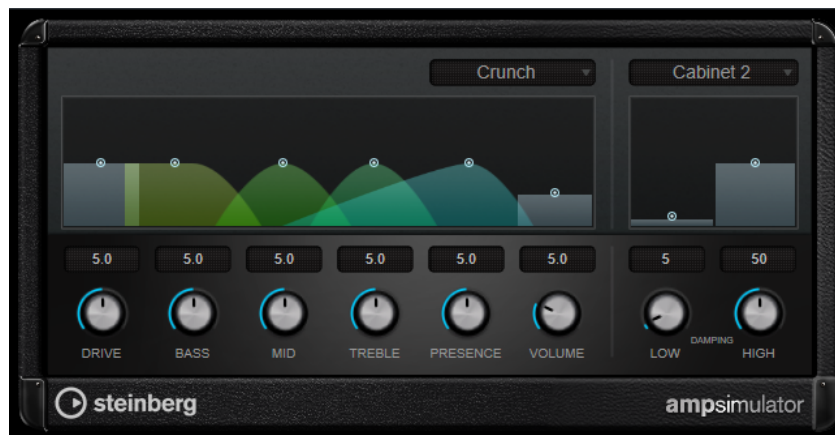 Crunch
Cabinet 2
5.0 5.0 5.0 5.0 5.0 5.0 5 50
DRIVE BASS MID TREBLE PRESENCE VOLUME LOW DAMPING HIGH
steinberg
ampsimulator